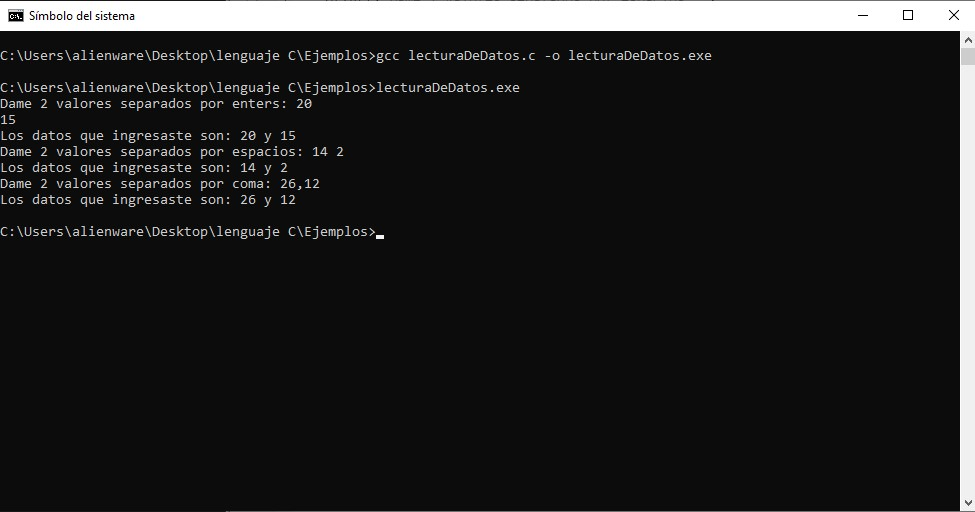 Símbolo del sistema
C:\Users\alienware\Desktop\lenguaje C\Ejemplos>gcc lecturaDeDatos.c -o lecturaDeDatos.exe
C:\Users\alienware\Desktop\lenguaje C\Ejemplos>lecturaDeDatos.exe
Dame 2 valores separados por enters: 20
15
Los datos que ingresaste son: 20 y 15
Dame 2 valores separados por espacios: 14 2
Los datos que ingresaste son: 14 y 2
Dame 2 valores separados por coma: 26,12
Los datos que ingresaste son: 26 y 12
C:\Users\alienware\Desktop\lenguaje C\Ejemplos>